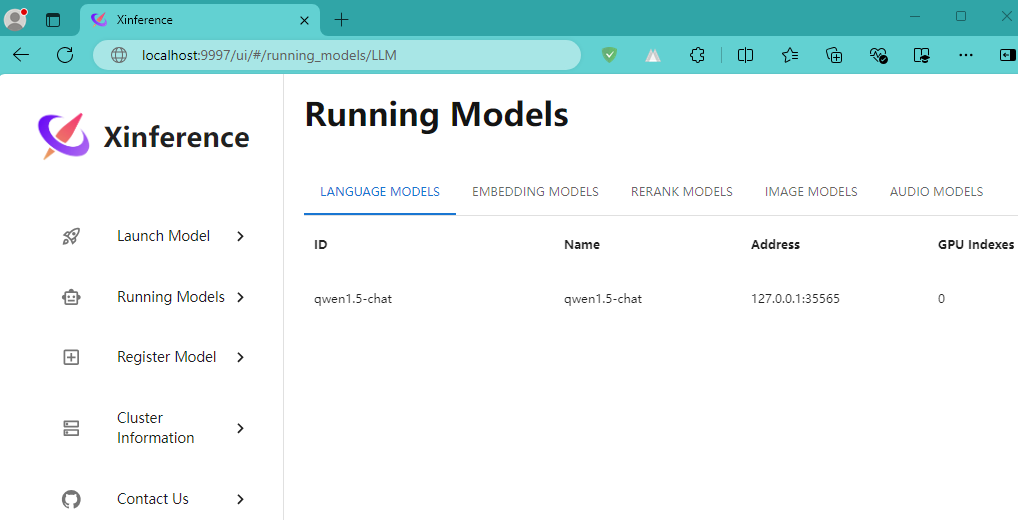 Xinference
localhost:9997/ui/#/running_models/LLM
Xinference
Launch Model
Running Models
Register Model
Cluster
Information
Contact Us
Running Models
LANGUAGE MODELS EMBEDDING MODELS RERANK MODELS IMAGE MODELS AUDIO MODELS
ID Name Address GPU Indexes
qwen1.5-chat qwen1.5-chat 127.0.0.1:35565 0